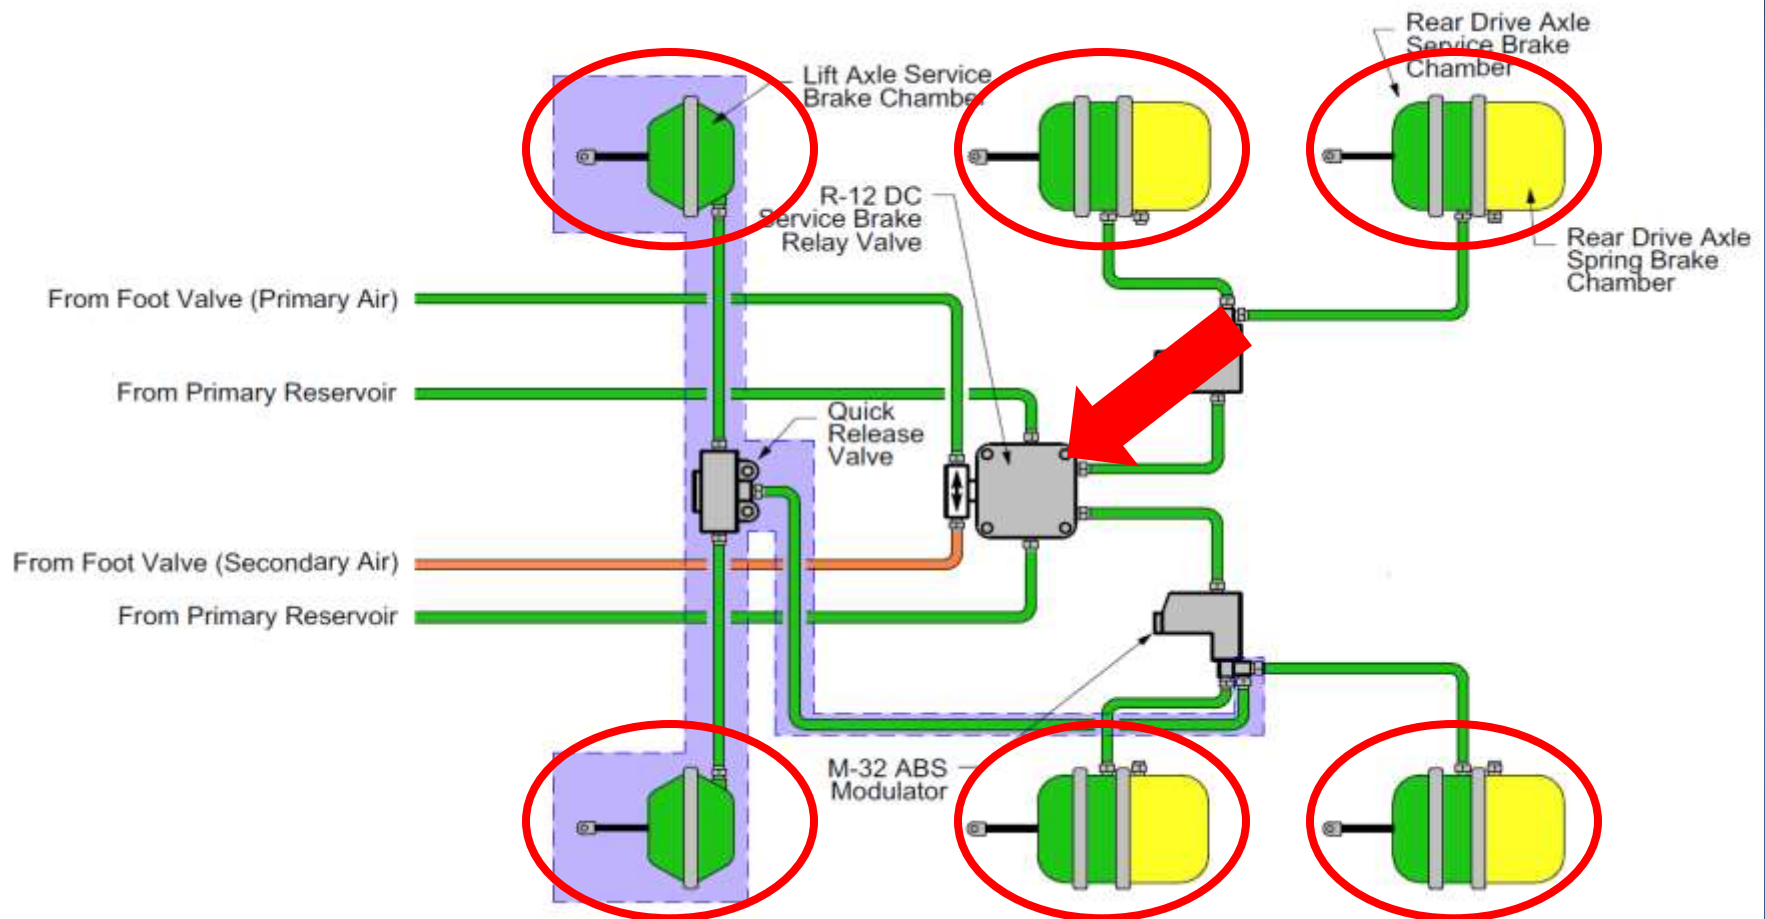 Rear Drive Axle
Service Brake
Chamber
Lift Axle Service
Brake Chamber
R-12 DC
Service Brake
Relay Valve
Rear Drive Axle
Spring Brake
Chamber
From Foot Valve (Primary Air)
From Primary Reservoir
Quick
Release
Valve
From Foot Valve (Secondary Air)
From Primary Reservoir
M-32 ABS
Modulator